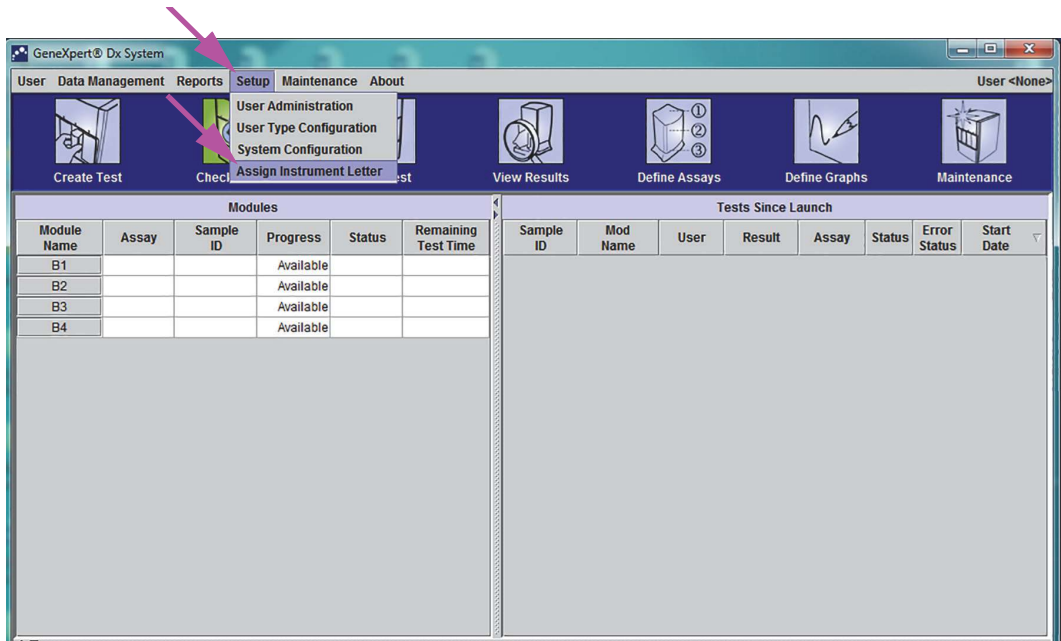 GeneXpert® Dx System
User Data Management Reports Setup Maintenance About User <None>
User Administration
User Type Configuration
System Configuration
Assign Instrument Letter
Create Test
View Results
Define Assays
Define Graphs
Maintenance
①
②
③
Modules
Module Name Assay Sample ID Progress Status Remaining Test Time
B1 Available
B2 Available
B3 Available
B4 Available
Tests Since Launch
Sample ID Mod Name User Result Assay Status Error Status Start Date